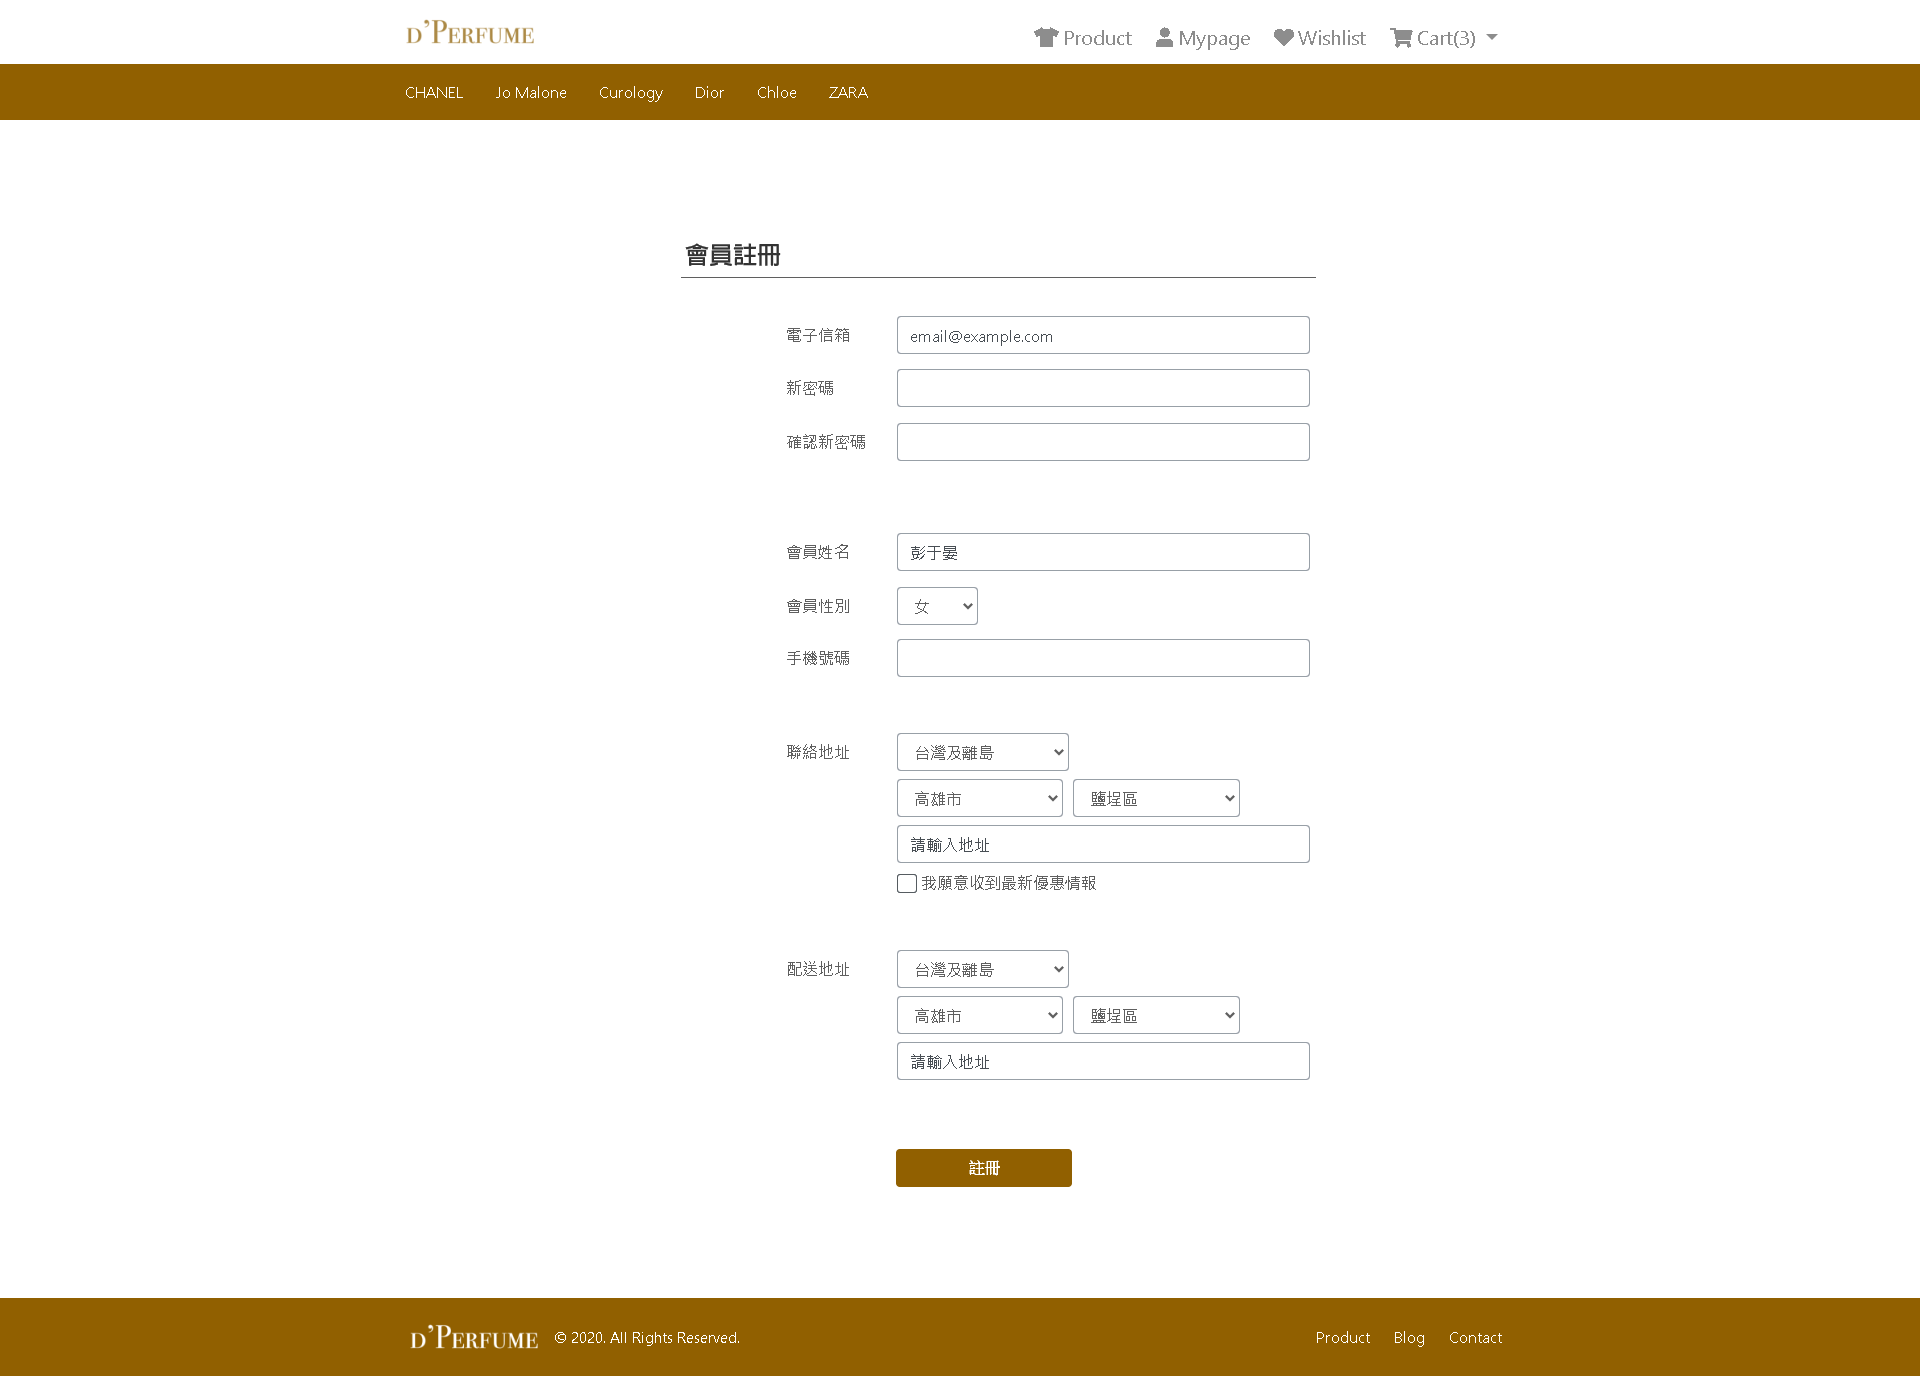 D'PERFUME
Product Mypage Wishlist Cart(3)
CHANEL Jo Malone Curology Dior Chloe ZARA
會員註冊
電子信箱 email@example.com
新密碼
確認新密碼
會員姓名 彭于晏
會員性別 女
手機號碼
聯絡地址 台灣及離島
高雄市 鹽埕區
請輸入地址
我願意收到最新優惠情報
配送地址 台灣及離島
高雄市 鹽埕區
請輸入地址
註冊
D'PERFUME © 2020. All Rights Reserved. Product Blog Contact